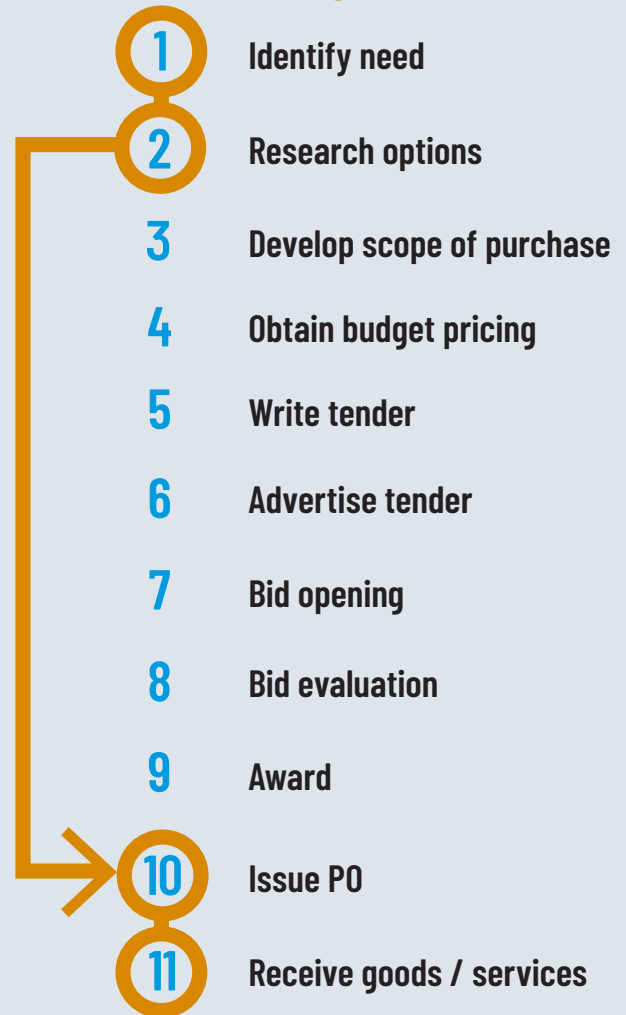 1 Identify need
2 Research options
3 Develop scope of purchase
4 Obtain budget pricing
5 Write tender
6 Advertise tender
7 Bid opening
8 Bid evaluation
9 Award
10 Issue PO
11 Receive goods / services